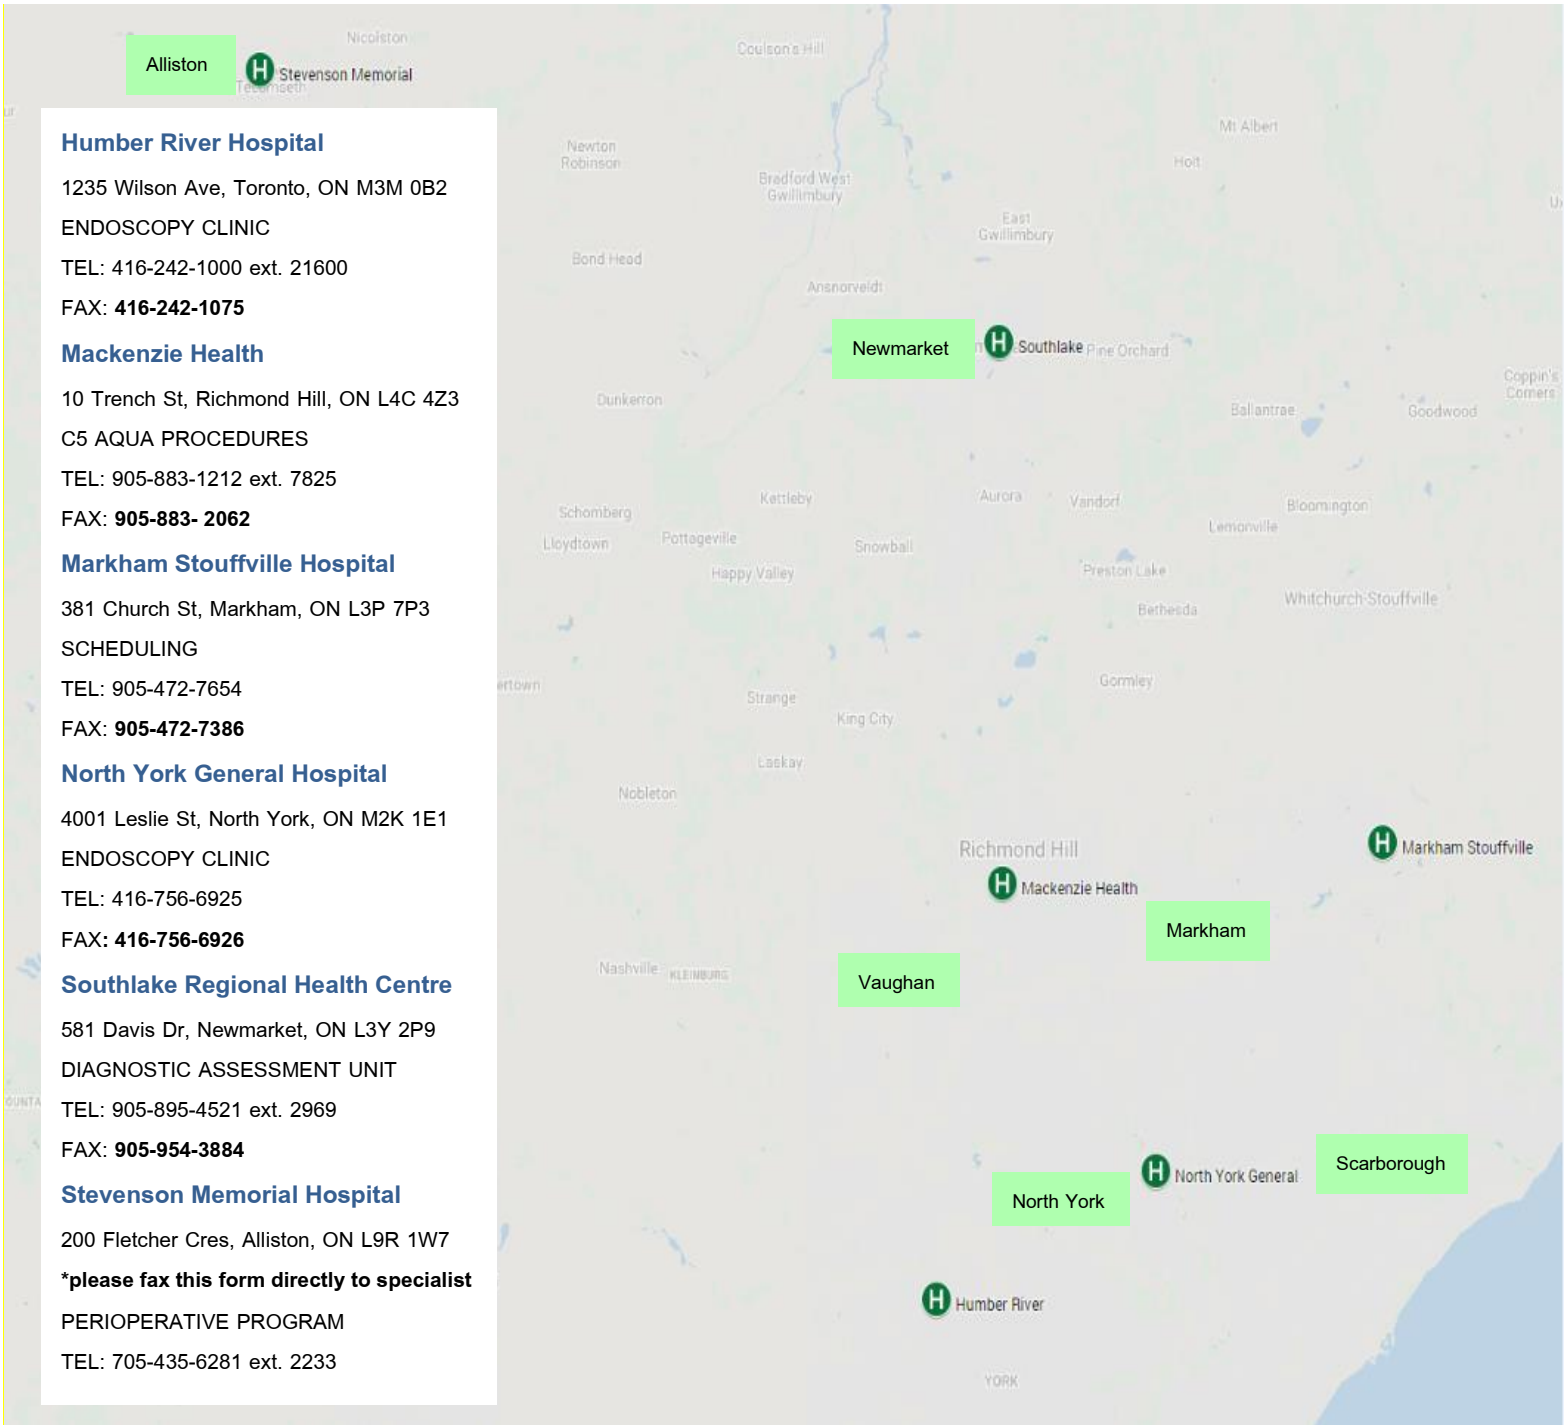 Nicolston
Coulson's Hill
Alliston
Stevenson Memorial
Tecumseth
Humber River Hospital
1235 Wilson Ave, Toronto, ON M3M 0B2
ENDOSCOPY CLINIC
TEL: 416-242-1000 ext. 21600
FAX: 416-242-1075
Mackenzie Health
10 Trench St, Richmond Hill, ON L4C 4Z3
C5 AQUA PROCEDURES
TEL: 905-883-1212 ext. 7825
FAX: 905-883- 2062
Markham Stouffville Hospital
381 Church St, Markham, ON L3P 7P3
SCHEDULING
TEL: 905-472-7654
FAX: 905-472-7386
North York General Hospital
4001 Leslie St, North York, ON M2K 1E1
ENDOSCOPY CLINIC
TEL: 416-756-6925
FAX: 416-756-6926
Southlake Regional Health Centre
581 Davis Dr, Newmarket, ON L3Y 2P9
DIAGNOSTIC ASSESSMENT UNIT
TEL: 905-895-4521 ext. 2969
FAX: 905-954-3884
Stevenson Memorial Hospital
200 Fletcher Cres, Alliston, ON L9R 1W7
*please fax this form directly to specialist
PERIOPERATIVE PROGRAM
TEL: 705-435-6281 ext. 2233
Mt Albert
Newton
Robinson
Holt
Bradford West
Gwillimbury
East
Gwillimbury
Bond Head
Ansnorveldt
Newmarket
H Southlake
Pine Orchard
Coppin's
Corners
Dunkerron
Ballantrae
Goodwood
Kettleby
Aurora
Vandorf
Bloomington
Schomberg
Lemonville
Lloydtown
Pottageville
Snowball
Happy Valley
Preston Lake
Whitchurch-Stouffville
Bethesda
ertown
Gormley
Strange
King City
Laskay
Nobleton
Richmond Hill
H Markham Stouffville
H Mackenzie Health
Markham
Nashville
KLEINBURG
Vaughan
Scarborough
H North York General
North York
H Humber River
YORK